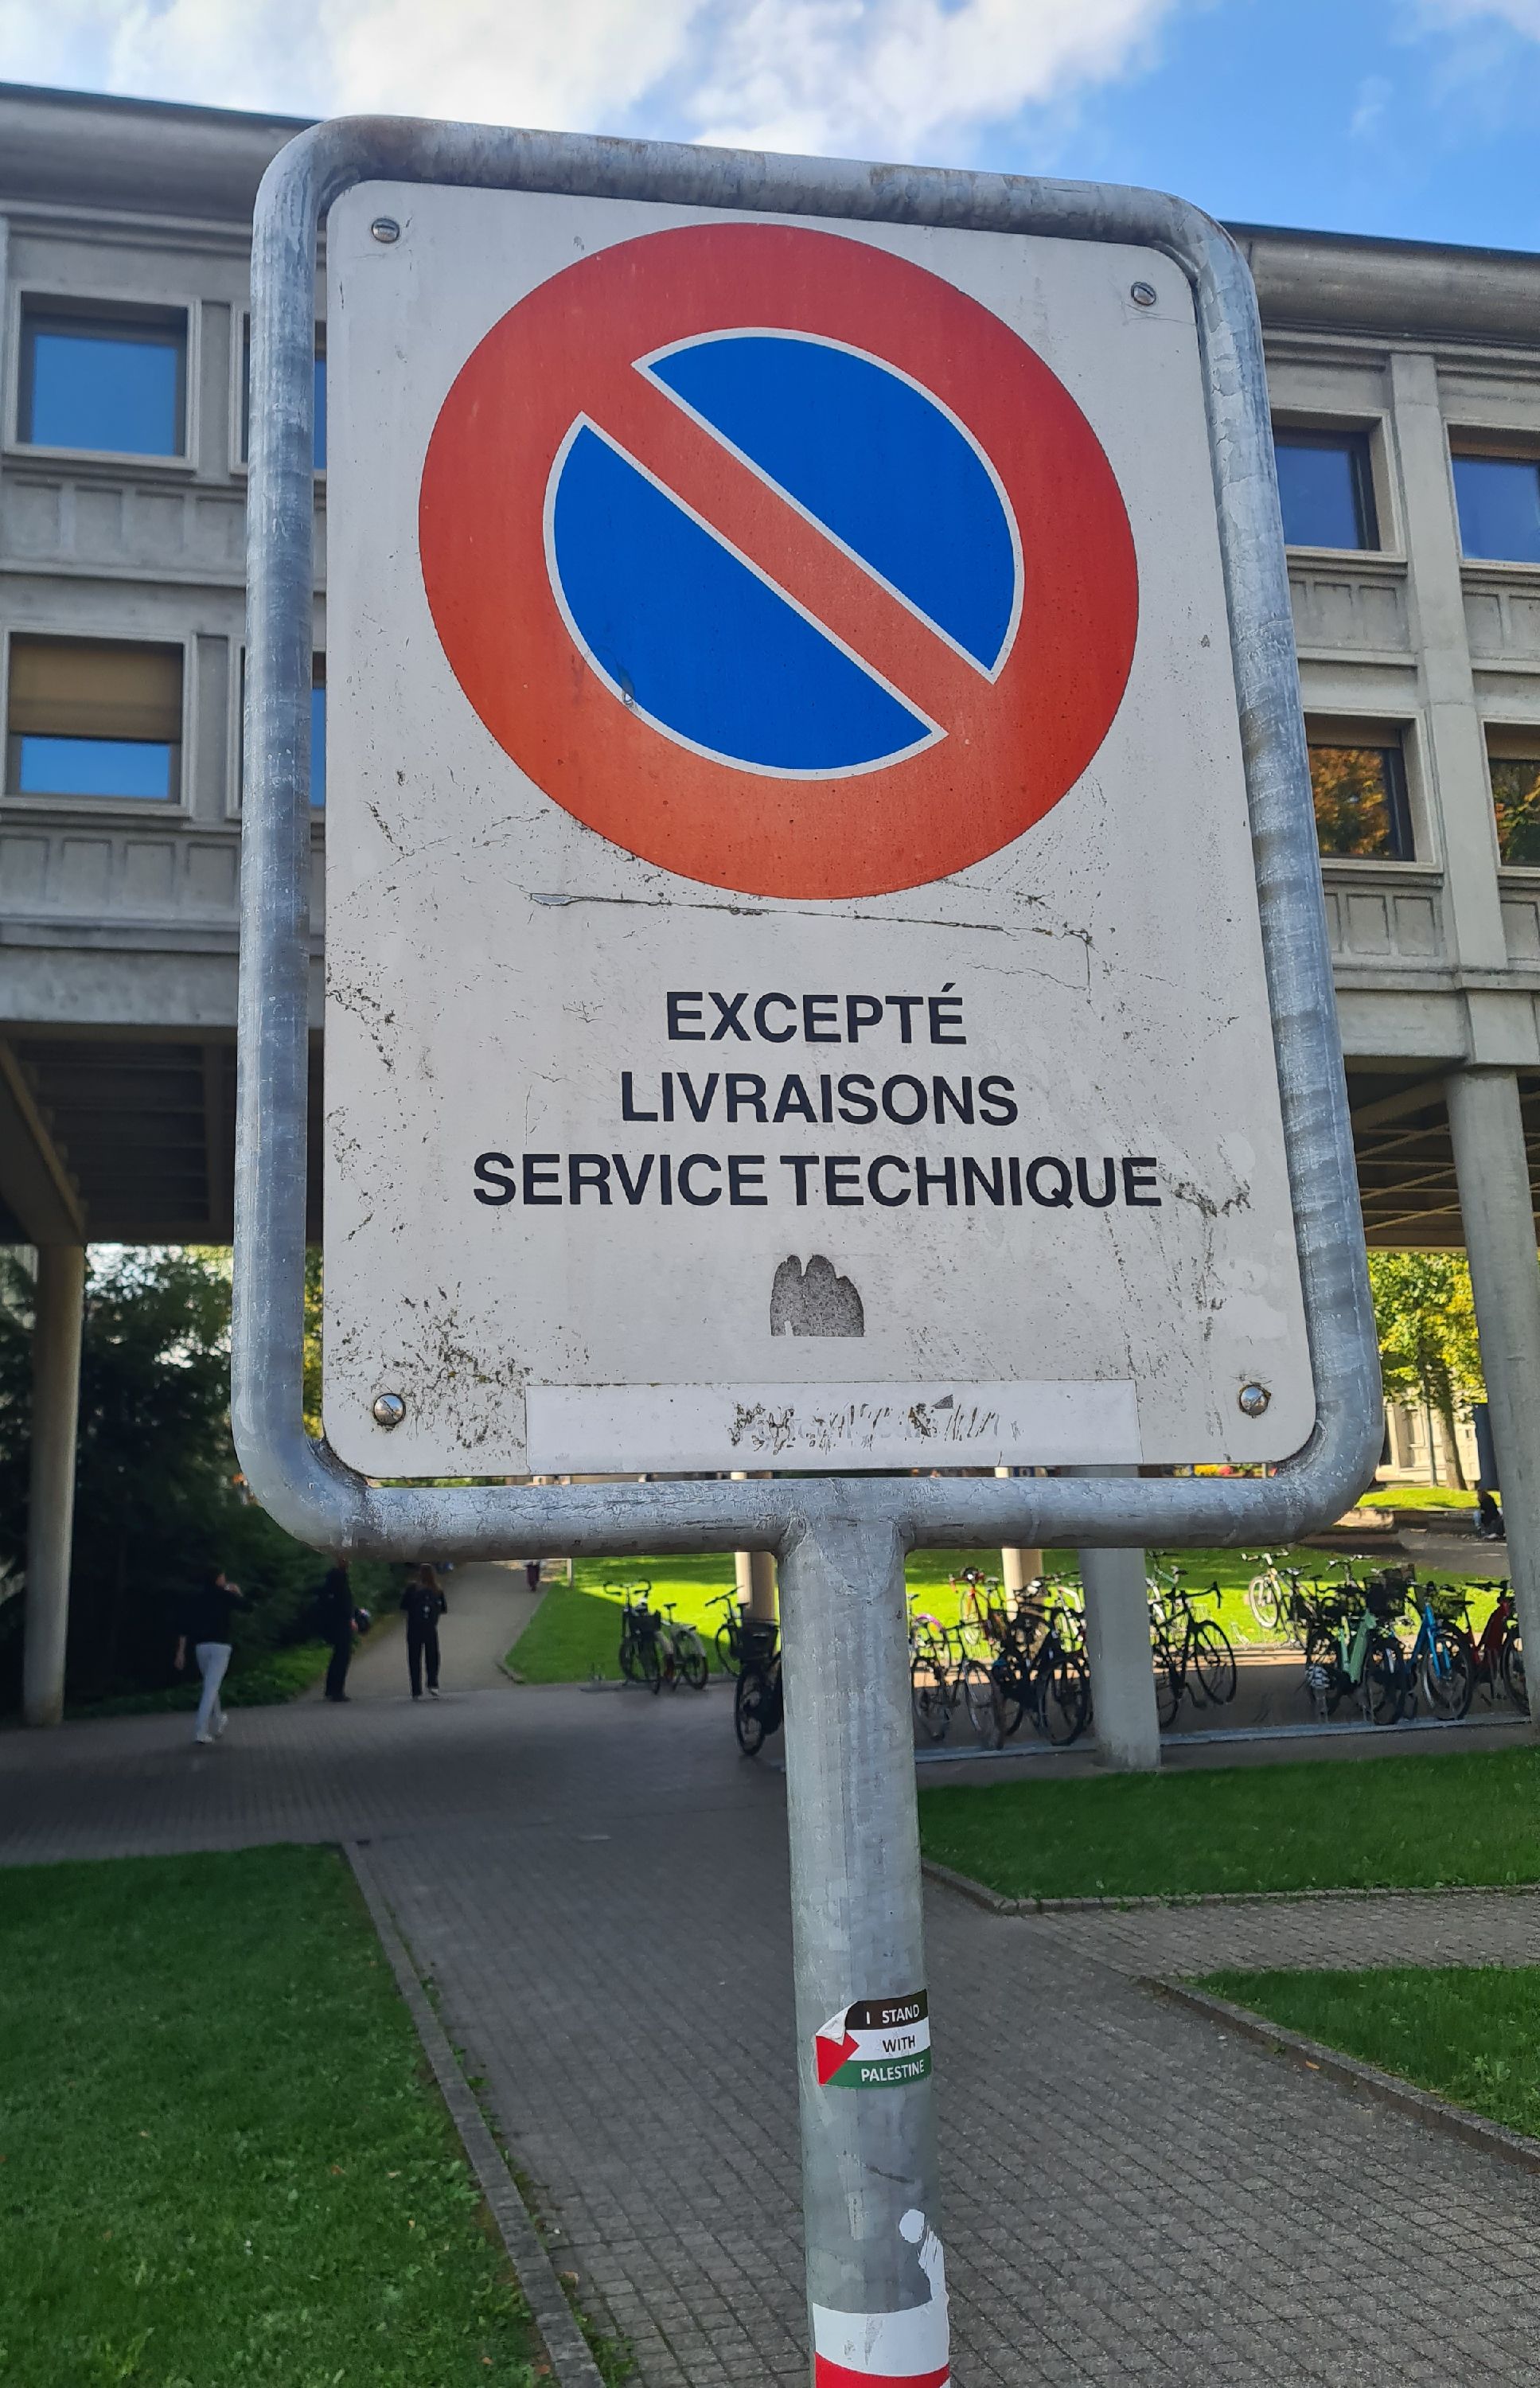 EXCEPTÉ
LIVRAISONS
SERVICE TECHNIQUE
I STAND
WITH
PALESTINE